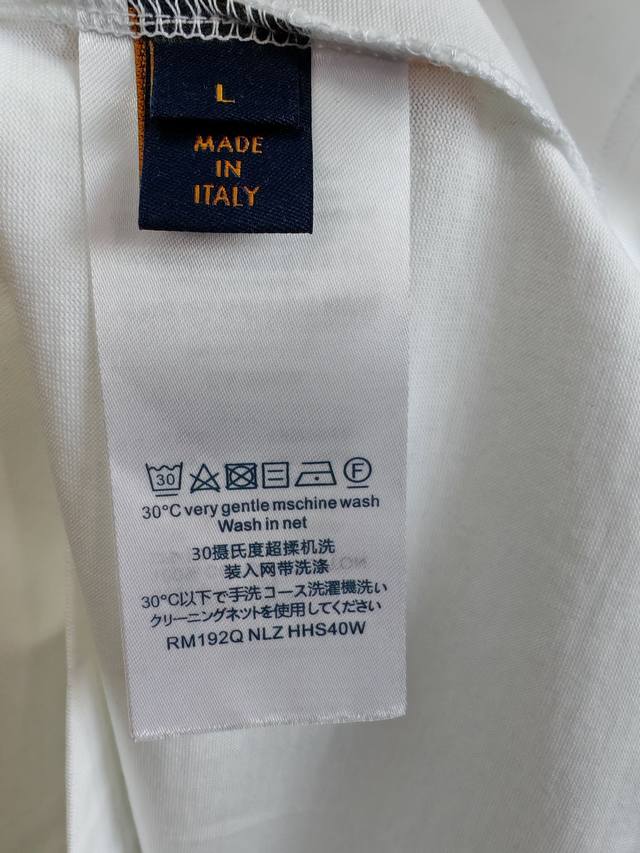 L
MADE
IN
ITALY
30
F
30°C very gentle mschine wash
Wash in net
30摄氏度超揉机洗
装入网带洗涤
30°C以下で手洗コース洗濯機洗い
クリーニングネットを使用してください
RM192Q NLZ HHS40W